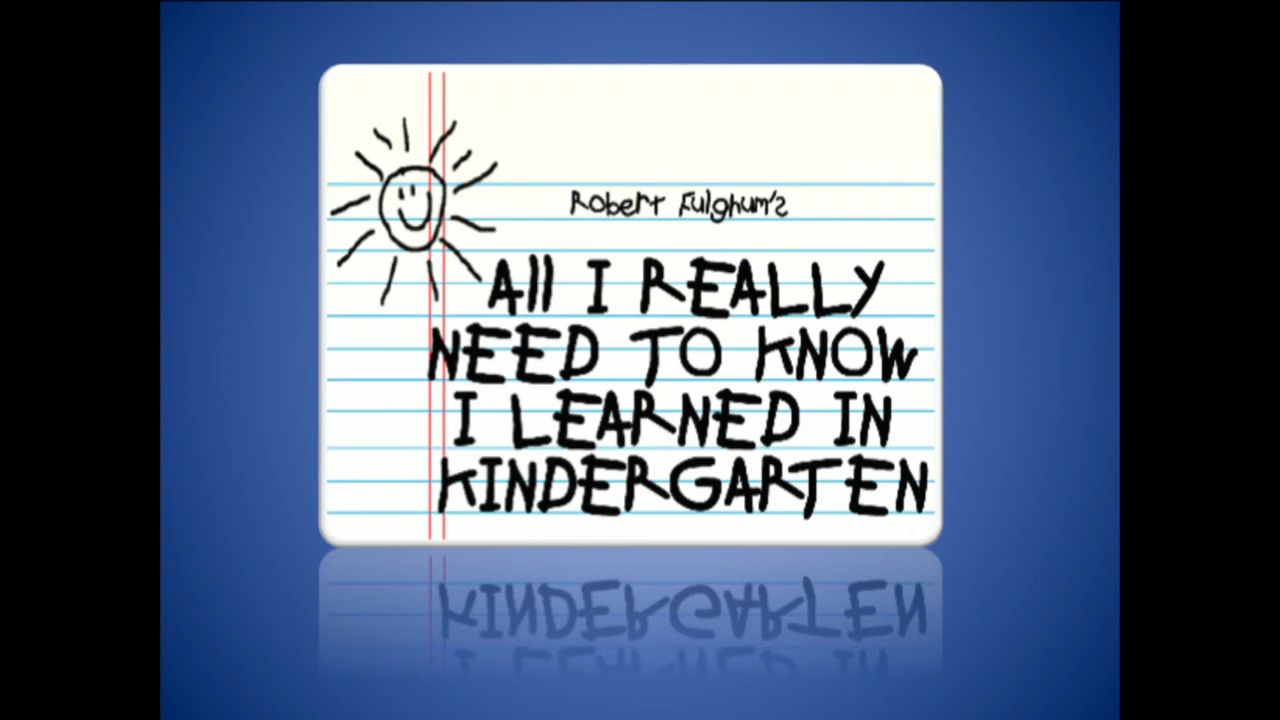 Robert Fulghum's
All I REALLY
NEED TO KNOW
I LEARNED IN
KINDERGARTEN